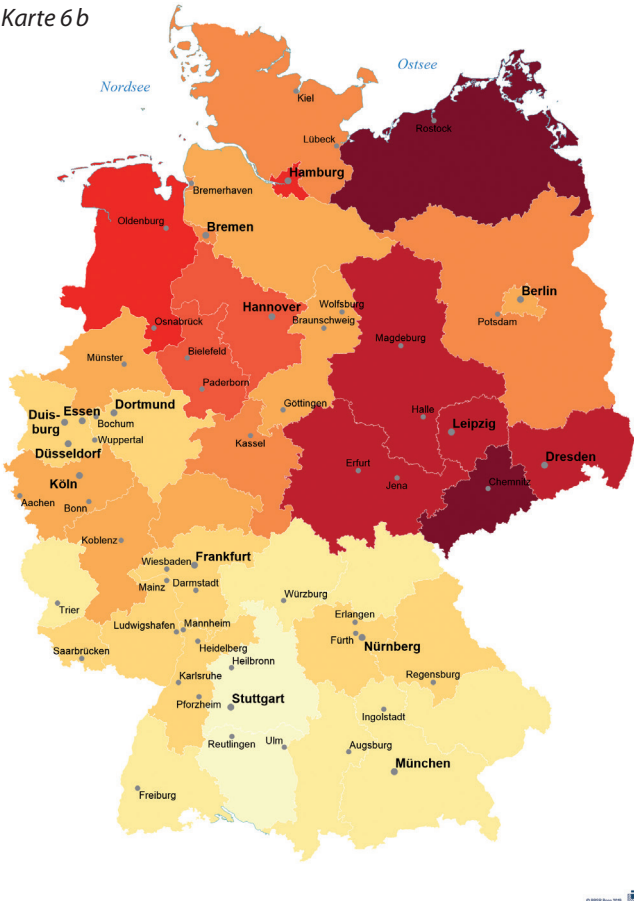 Karte 6 b
Nordsee
Ostsee
Kiel
Rostock
Lübeck
Hamburg
Bremerhaven
Oldenburg
Bremen
Berlin
Hannover
Wolfsburg
Potsdam
Osnabrück
Braunschweig
Magdeburg
Münster
Bielefeld
Paderborn
Göttingen
Halle
Dortmund
Duis-
burg
Essen
Bochum
Wuppertal
Leipzig
Düsseldorf
Kassel
Dresden
Erfurt
Köln
Jena
Chemnitz
Aachen
Bonn
Koblenz
Frankfurt
Wiesbaden
Mainz
Darmstadt
Würzburg
Trier
Erlangen
Ludwigshafen
Mannheim
Fürth
Nürnberg
Saarbrücken
Heidelberg
Heilbronn
Karlsruhe
Regensburg
Pforzheim
Stuttgart
Ingolstadt
Reutlingen
Ulm
Augsburg
München
Freiburg